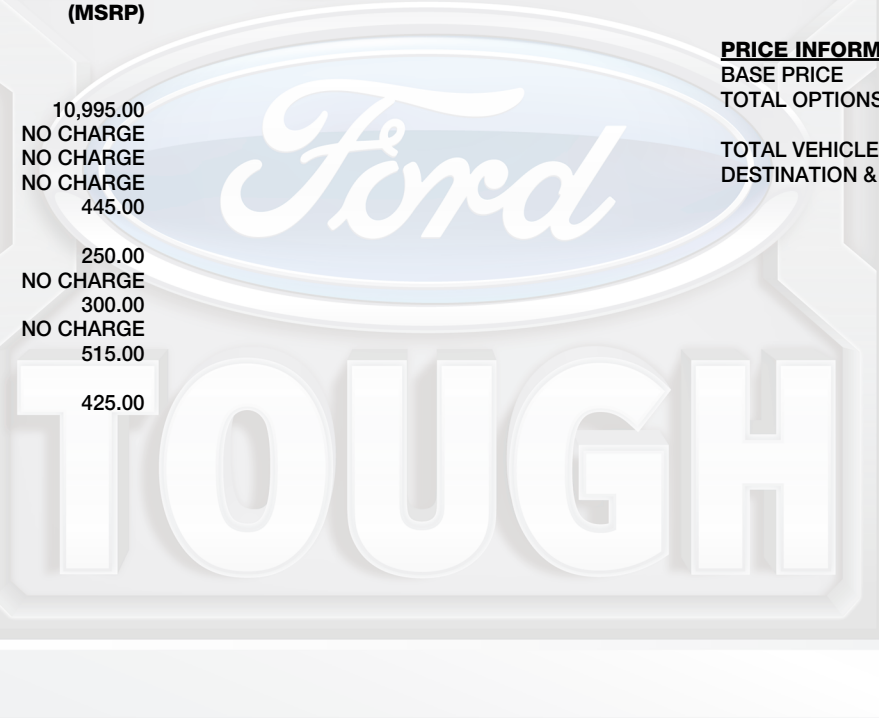 (MSRP)
10,995.00
NO CHARGE
NO CHARGE
NO CHARGE
445.00
250.00
NO CHARGE
300.00
NO CHARGE
515.00
425.00
PRICE INFORM
BASE PRICE
TOTAL OPTIONS
TOTAL VEHICLE
DESTINATION &
Ford
TOUGH